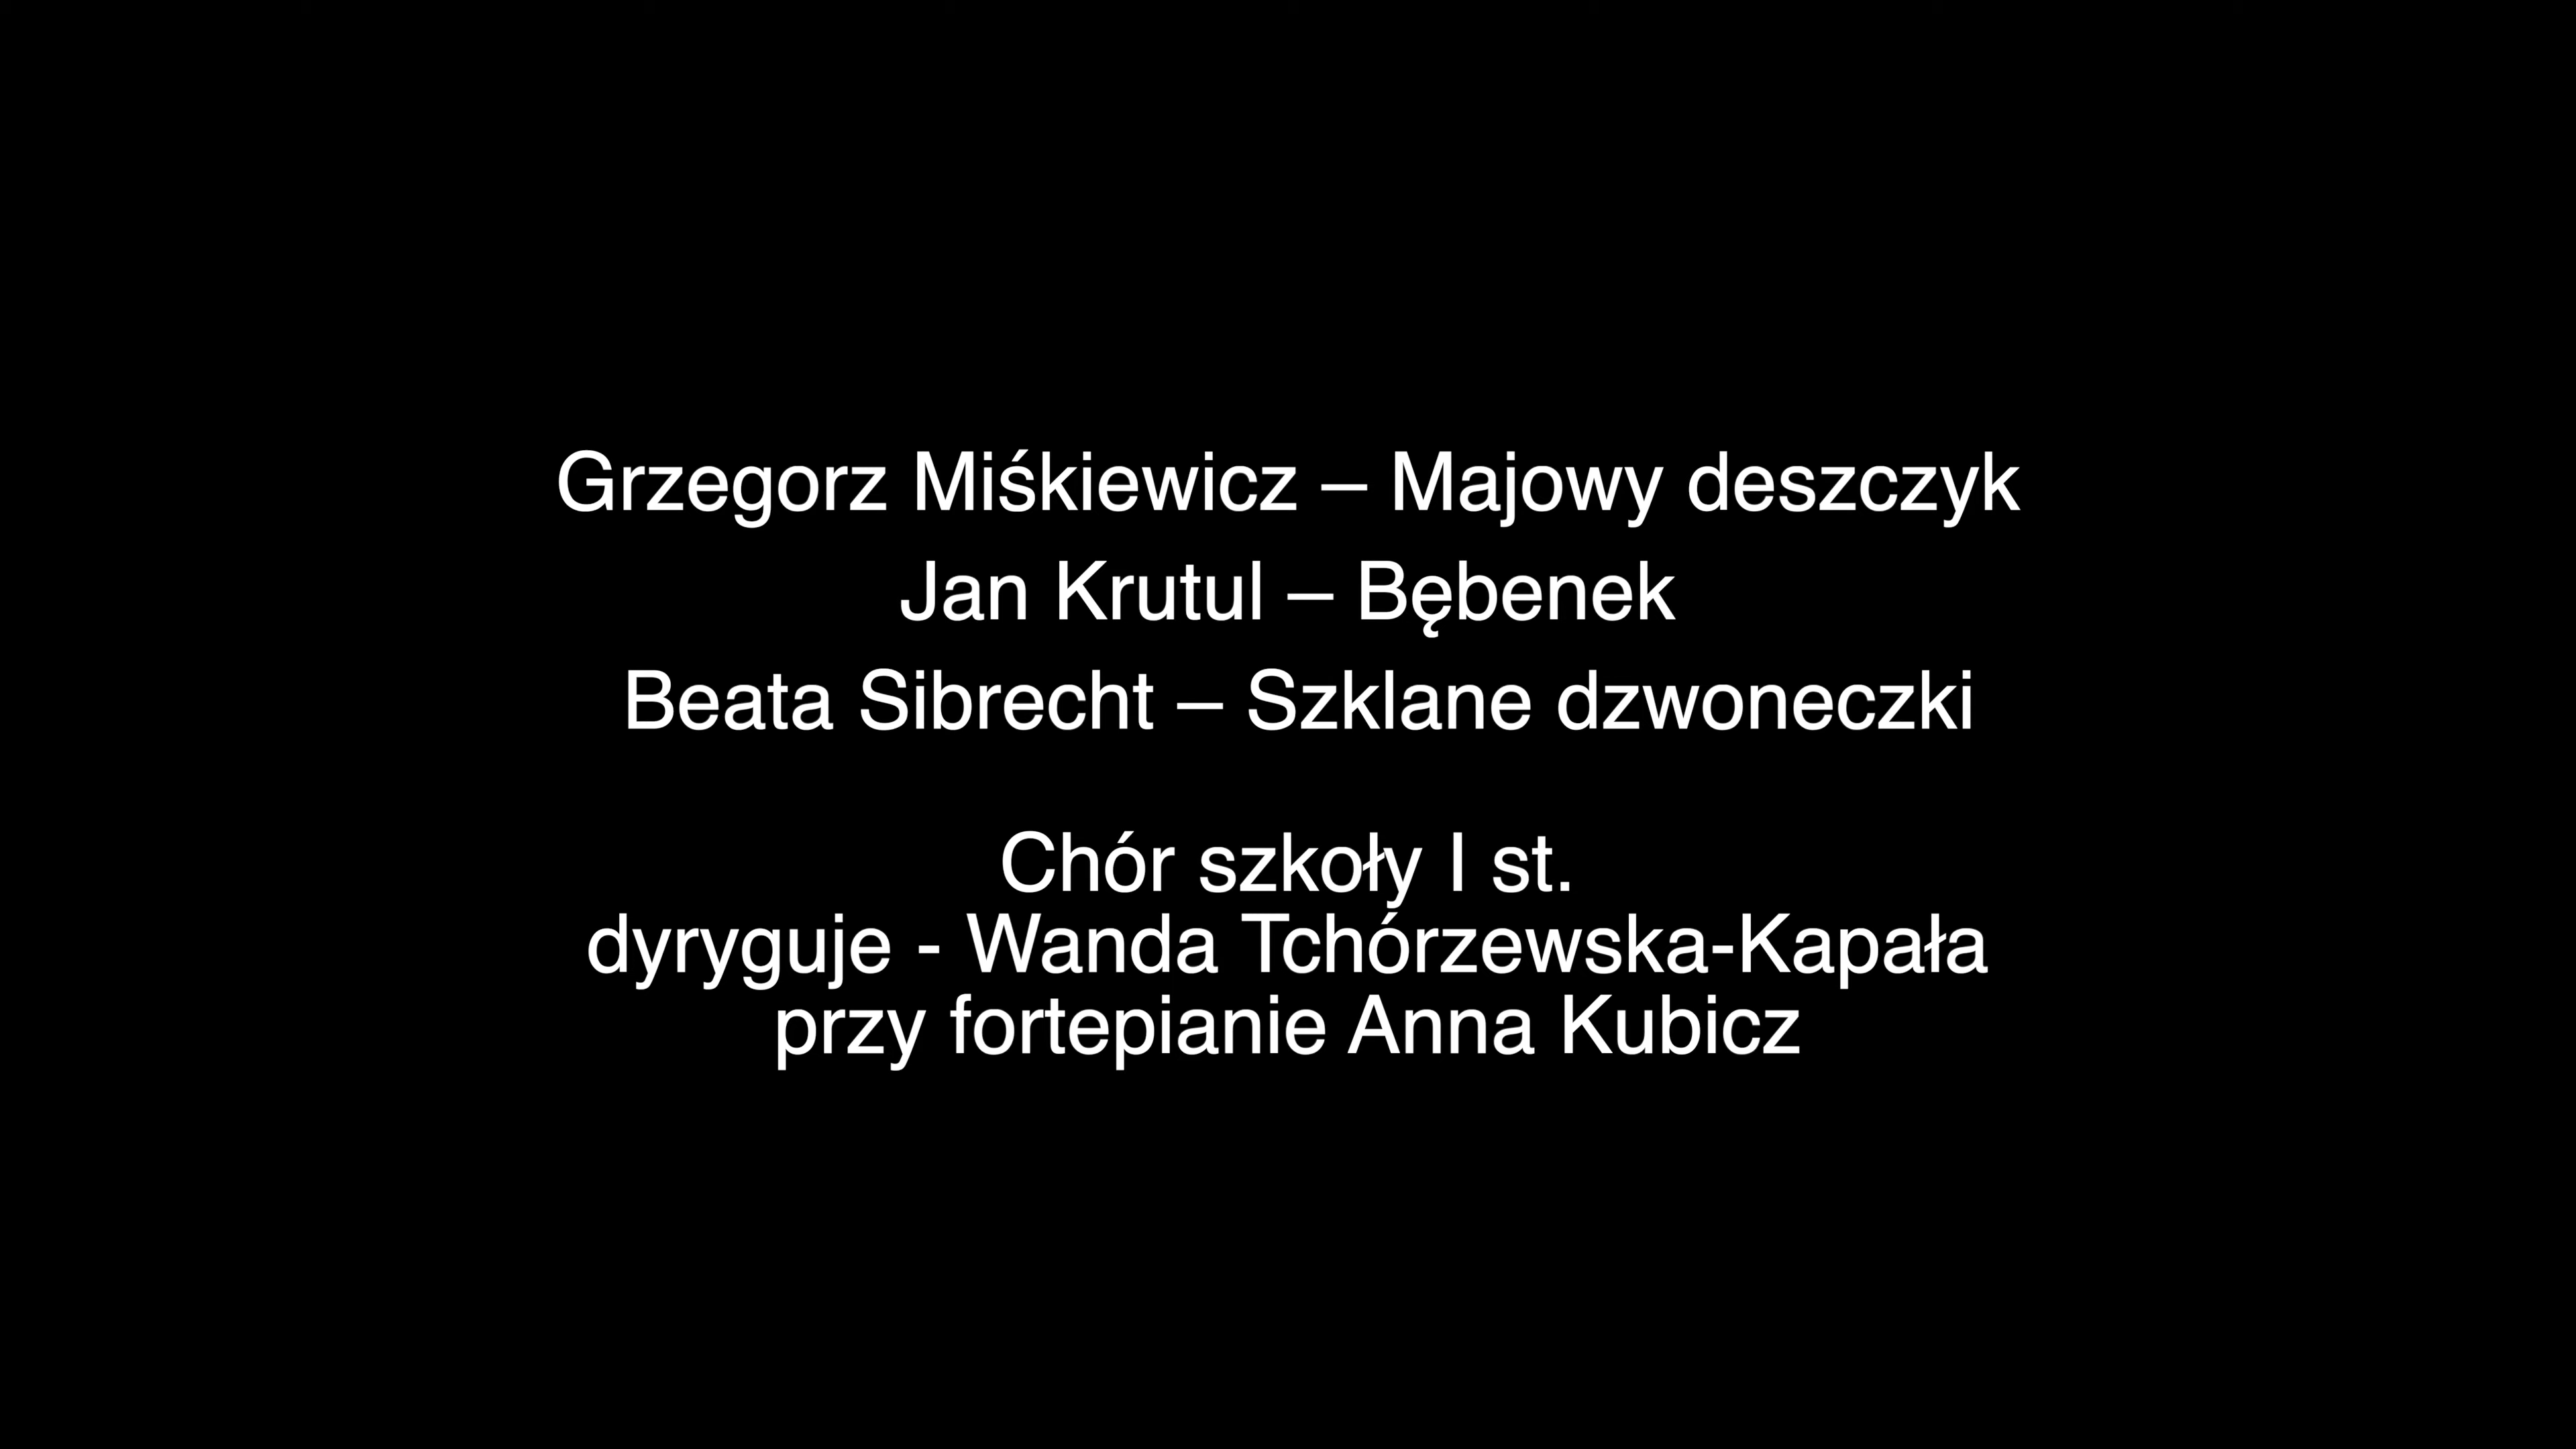 Grzegorz Miśkiewicz – Majowy deszczyk
Jan Krutul – Bębenek
Beata Sibrecht – Szklane dzwoneczki
Chór szkoły I st.
dyryguje - Wanda Tchórzewska-Kapała
przy fortepianie Anna Kubicz